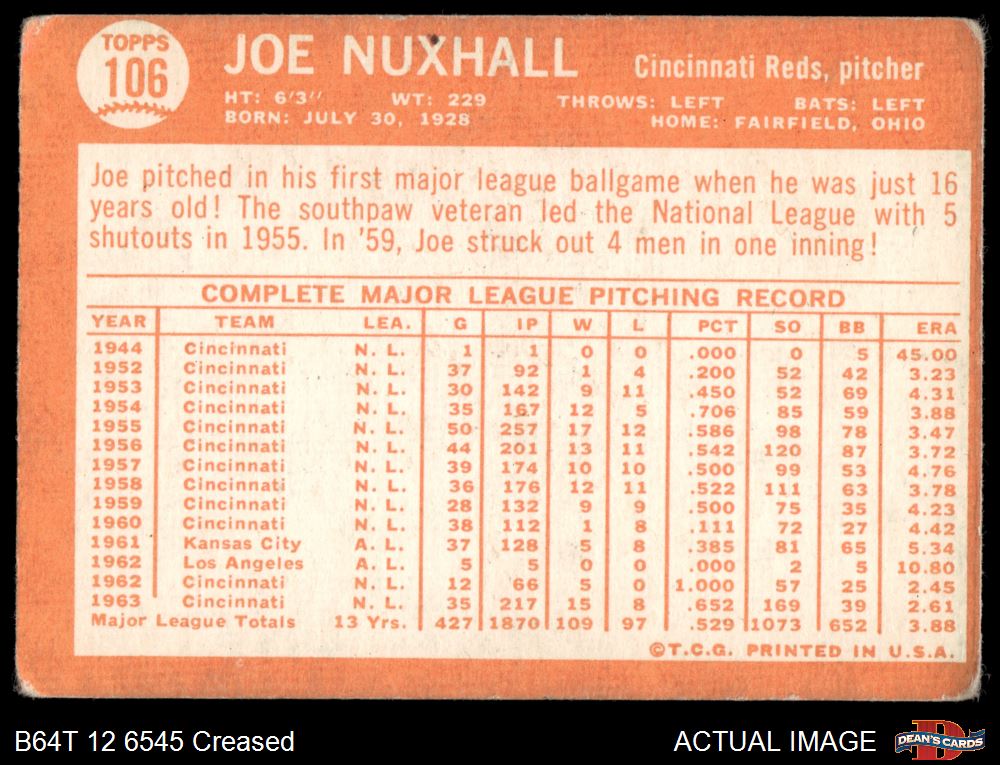 TOPPS
106
JOE NUXHALL
Cincinnati Reds, pitcher
HT: 6'3" WT: 229 THROWS: LEFT BATS: LEFT
BORN: JULY 30, 1928 HOME: FAIRFIELD, OHIO
Joe pitched in his first major league ballgame when he was just 16
years old! The southpaw veteran led the National League with 5
shutouts in 1955. In '59, Joe struck out 4 men in one inning!
COMPLETE MAJOR LEAGUE PITCHING RECORD
YEAR TEAM LEA. G IP W L PCT SO BB ERA
1944 Cincinnati N. L. 1 1 0 0 .000 0 5 45.00
1952 Cincinnati N. L. 37 92 1 4 .200 52 42 3.23
1953 Cincinnati N. L. 30 142 9 11 .450 52 69 4.31
1954 Cincinnati N. L. 35 167 12 5 .706 85 59 3.88
1955 Cincinnati N. L. 50 257 17 12 .586 98 78 3.47
1956 Cincinnati N. L. 44 201 13 11 .542 120 87 3.72
1957 Cincinnati N. L. 39 174 10 10 .500 99 53 4.76
1958 Cincinnati N. L. 36 176 12 11 .522 111 63 3.78
1959 Cincinnati N. L. 28 132 9 9 .500 75 35 4.23
1960 Cincinnati N. L. 38 112 1 8 .111 72 27 4.42
1961 Kansas City A. L. 37 128 5 8 .385 81 65 5.34
1962 Los Angeles A. L. 5 5 0 0 .000 2 5 10.80
1962 Cincinnati N. L. 12 66 5 0 1.000 57 25 2.45
1963 Cincinnati N. L. 35 217 15 8 .652 169 39 2.61
Major League Totals 13 Yrs. 427 1870 109 97 .529 1073 652 3.88
©T.C.G. PRINTED IN U.S.A.
B64T 12 6545 Creased
ACTUAL IMAGE
DEAN'S CARDS